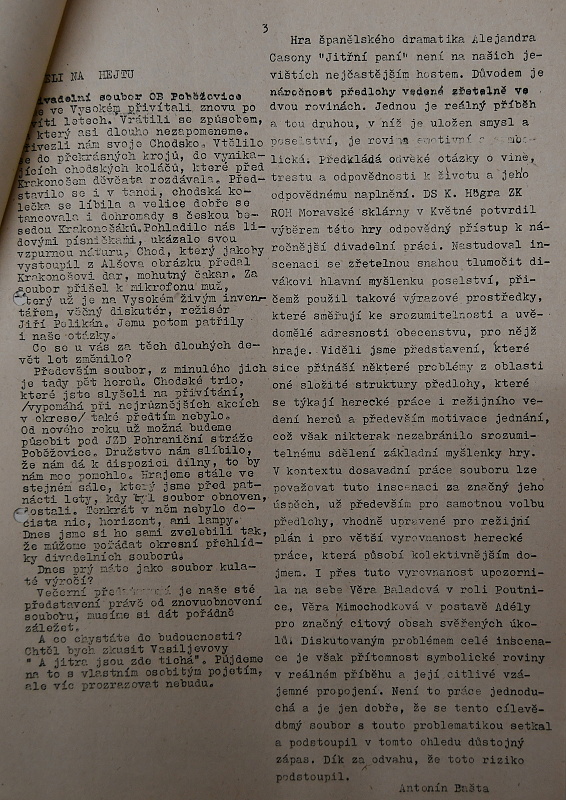 3
ŠLI NA HEJTU
Divadelní soubor OB Poběžovice
ve Vysokém přivítali znovu po
letech. Vrátili se způsobem,
který asi dlouho nezapomeneme.
Přivezli nám svoje Chodsko. Vtělilo
se do překrásných krojů, do vynika-
jících chodských koláčů, které před
Krakonošem děvčata rozdávala. Před-
stavilo se i v tanci, chodská ko-
lečka se líbila a velice dobře se
tancovala i dohromady s českou be-
sedou Krakonošáků.Pohladilo nás li-
dovými písničkami, ukázalo svou
vzpurnou náturu, Chod, který jakoby
vystoupil z Alšova obrázku předal
Krakonošovi dar, mohutný čakan. Za
soubor přišel k mikrofonu muž,
který už je na Vysokém živým inven-
tářem, věčný diskutér, režisér
Jiří Polikán. Jemu potom patřily
i naše otázky.
Co se u vás za těch dlouhých de-
vět let změnilo?
Především soubor, z minulého jich
je tady pět herců. Chodské trio,
které jste slyšeli na přivítání,
/vypomáhá při nejrůznějších akcích
v okrese/ také předtím nebylo.
Od nového roku už možná budeme
působit pod JZD Pohraniční stráže
Poběžovice. Družstvo nám slíbilo,
že nám dá k dispozici dílny, to by
nám moc pomohlo. Hrajeme stále ve
stejném sále, který jsme před pat-
nácti lety, kdy byl soubor obnoven,
dostali. Tenkrát v něm nebylo do-
cista nic, horizont, ani lampy.
Dnes jsme si ho sami zvelebili tak,
že můžeme pořádat okresní přehlíd-
ky divadelních souborů.
Dnes prý máte jako soubor kula-
té výročí?
Večerní představení je naše sté
představení právě od znovuobnovení
souboru, musíme si dát pořádně
záležet.
A co chystáte do budoucnosti?
Chtěl bych zkusit Vasiljevovy
" A jitra jsou zde tichá". Půjdeme
na to s vlastním osobitým pojetím,
ale víc prozrazovat nebudu.
Hra španělského dramatika Alejandra
Casony "Jitřní paní" není na našich je-
vištích nejčastějším hostem. Důvodem je
náročnost předlohy vedené zřetelně ve
dvou rovinách. Jednou je reálný příběh
a tou druhou, v níž je uložen smysl a
poselství, je rovina emotivní a symbo-
lická. Předkládá odvěké otázky o vině,
trestu a odpovědnosti k životu a jeho
odpovědnému naplnění. DS K. Högra ZK
ROH Moravské sklárny v Květné potvrdil
výběrem této hry odpovědný přístup k ná-
ročnější divadelní práci. Nastudoval in-
scenaci se zřetelnou snahou tlumočit di-
vákovi hlavní myšlenku poselství, při-
čemž použil takové výrazové prostředky,
které směřují ke srozumitelnosti a uvě-
domělé adresnosti obecenstvu, pro nějž
hraje. Viděli jsme představení, které
sice přináší některé problémy z oblasti
oné složité struktury předlohy, které
se týkají herecké práce i režijního ve-
dení herců a především motivace jednání,
což však nikterak nezabránilo srozumi-
telnému sdělení základní myšlenky hry.
V kontextu dosavadní práce souboru lze
považovat tuto inscenaci za značný jeho
úspěch, už především pro samotnou volbu
předlohy, vhodně upravené pro režijní
plán i pro větší vyrovnanost herecké
práce, která působí kolektivnějším do-
jmem. I přes tuto vyrovnanost upozorni-
la na sebe Věra Baladová v roli Poutni-
ce, Věra Mimochodková v postavě Adély
pro značný citový obsah svěřených úko-
lů. Diskutovaným problémem celé inscena-
ce je však přítomnost symbolické roviny
v reálném příběhu a její citlivé vzá-
jemné propojení. Není to práce jednodu-
chá a je jen dobře, že se tento cílevě-
dbmý soubor s touto problematikou setkal
a podstoupil v tomto ohledu důstojný
zápas. Dík za odvahu, že toto riziko
podstoupil.
Antonín Bašta